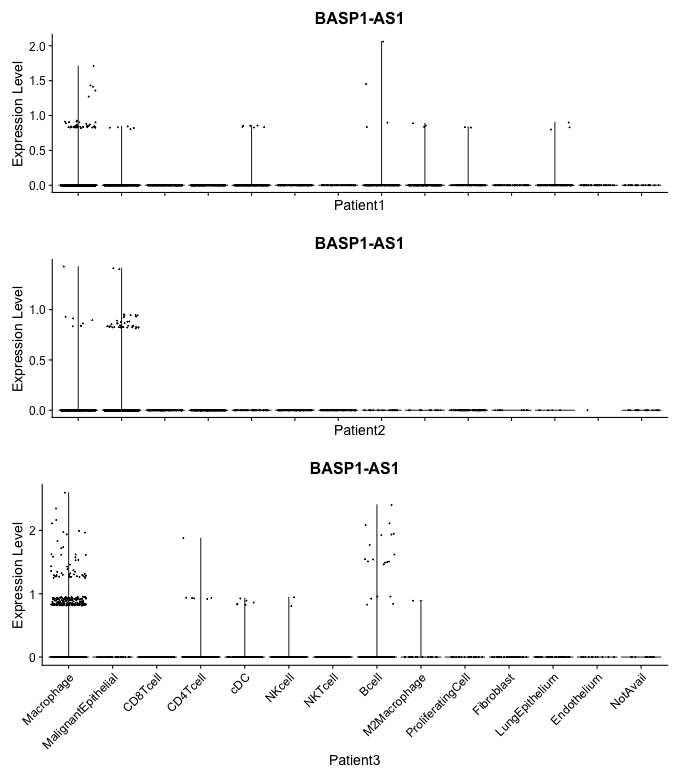 BASP1-AS1
Expression Level
2.0
1.5
1.0
0.5
0.0
Patient1
BASP1-AS1
Expression Level
1.0
0.5
0.0
Patient2
BASP1-AS1
Expression Level
2
1
0
Macrophage
MalignantEpithelial
CD8Tcell
CD4Tcell
cDC
NKcell
NKTcell
Bcell
M2Macrophage
ProliferatingCell
Fibroblast
LungEpithelium
Endothelium
NotAvail
Patient3